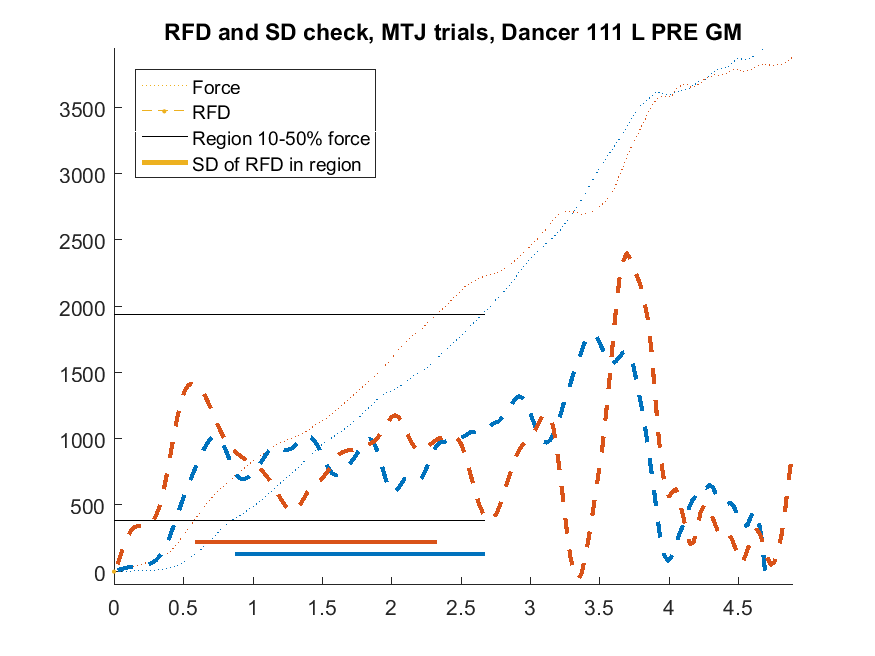 RFD and SD check, MTJ trials, Dancer 111 L PRE GM
Force
RFD
Region 10-50% force
SD of RFD in region
3500
3000
2500
2000
1500
1000
500
0
0 0.5 1 1.5 2 2.5 3 3.5 4 4.5